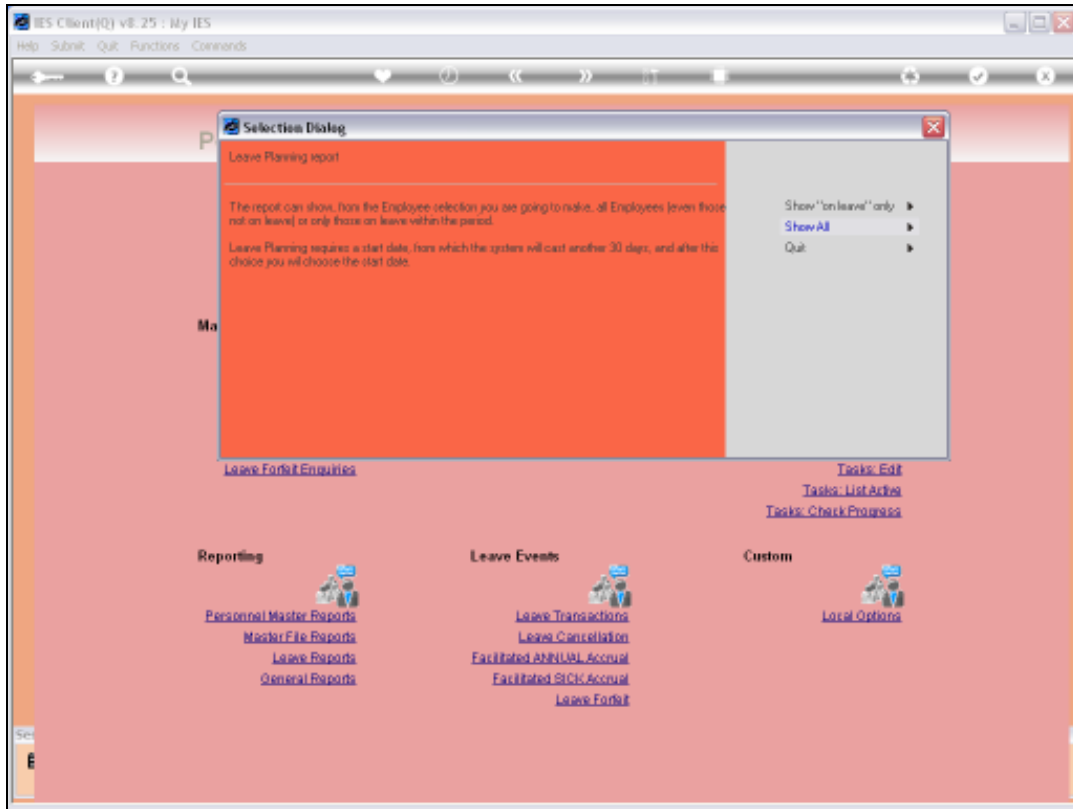 IES Client(Q) v8.25 : My IES
Help Submit Quit Functions Commands
Selection Dialog
Leave Planning report
The report can show, from the Employee selection you are going to make, all Employees (even those
not on leave) or only those on leave within the period.
Leave Planning requires a start date, from which the system will cast another 30 days, and after this
choice you will choose the start date.
Show "on leave" only
Show All
Quit
P
Ma
Leave Forfeit Enquiries
Tasks: Edit
Tasks: List Active
Tasks: Check Progress
Reporting
Leave Events
Custom
Personnel Master Reports
Leave Transactions
Local Options
Master File Reports
Leave Cancellation
Leave Reports
Facilitated ANNUAL Accrual
General Reports
Facilitated SICK Accrual
Leave Forfeit
Ser